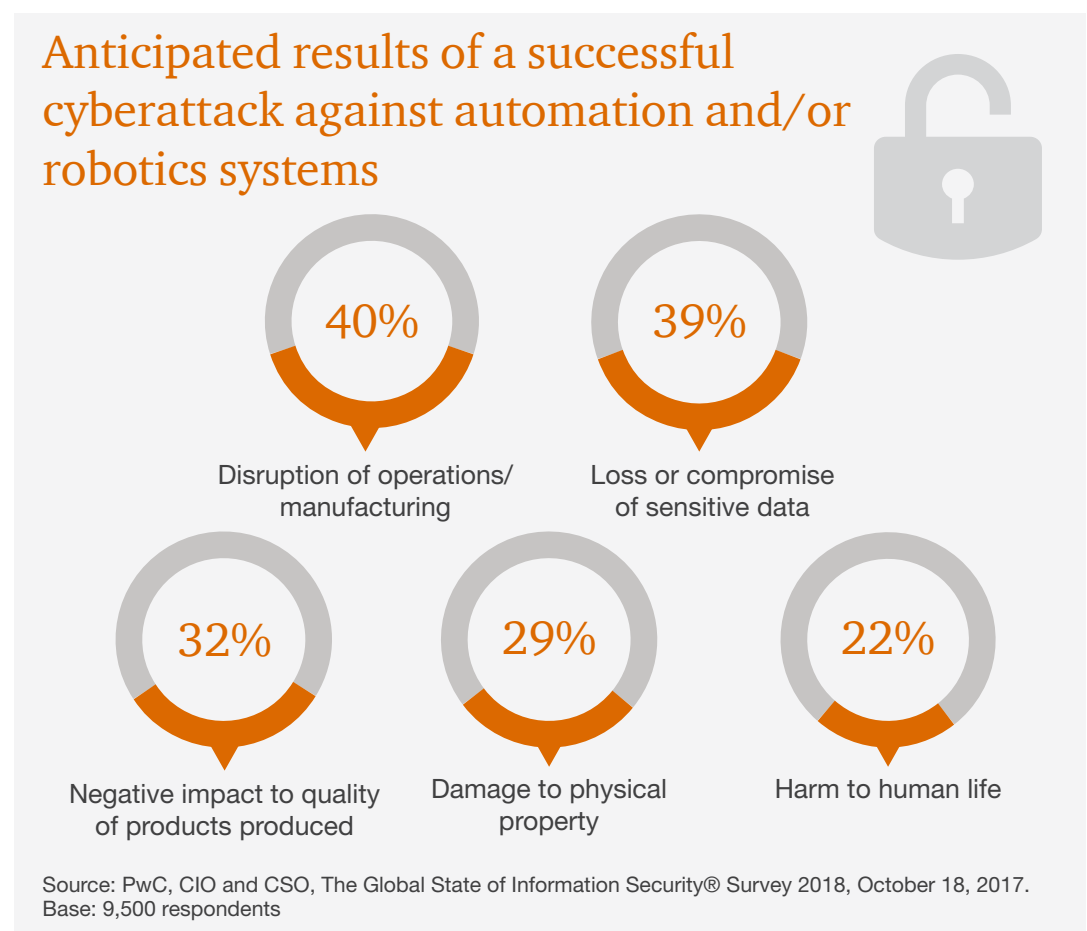 Anticipated results of a successful
cyberattack against automation and/or
robotics systems
40%
39%
Disruption of operations/
manufacturing
Loss or compromise
of sensitive data
32%
29%
22%
Negative impact to quality
of products produced
Damage to physical
property
Harm to human life
Source: PwC, CIO and CSO, The Global State of Information Security® Survey 2018, October 18, 2017.
Base: 9,500 respondents